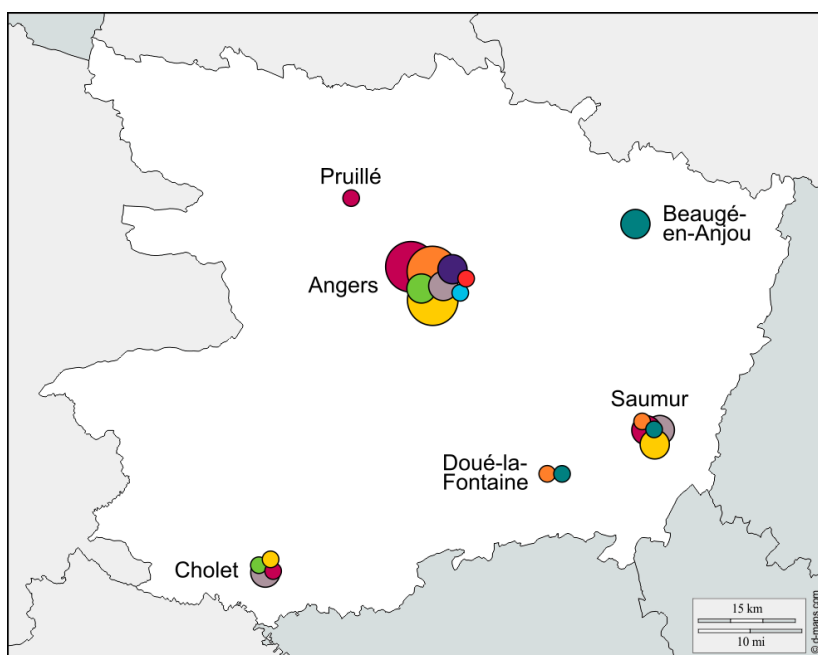 Pruillé
Beaugé-
en-Anjou
Angers
Saumur
Doué-la-
Fontaine
Cholet
15 km
10 mi
© d-maps.com